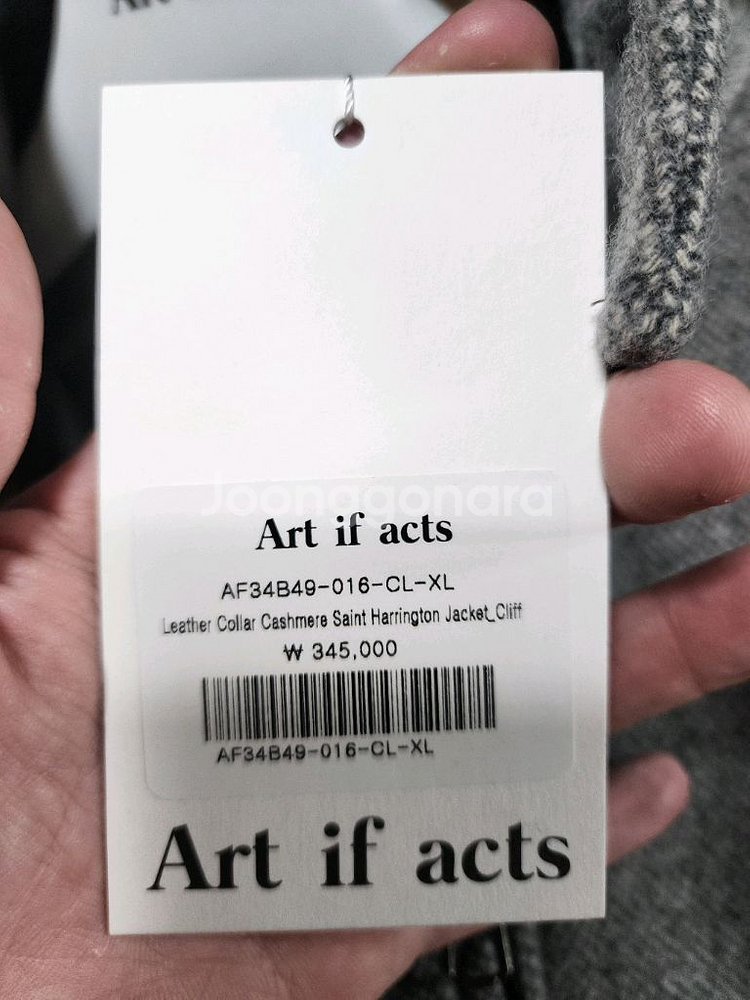 Joonggonara
Art if acts
AF34B49-016-CL-XL
Leather Collar Cashmere Saint Harrington Jacket_Cliff
₩ 345,000
AF34B49-016-CL-XL
Art if acts